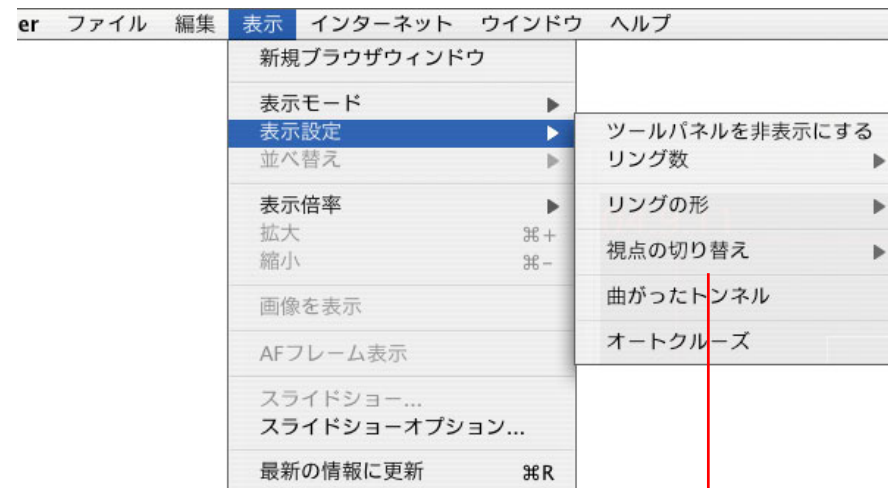 er ファイル 編集 表示 インターネット ウインドウ ヘルプ
新規ブラウザウィンドウ
表示モード
表示設定
並べ替え
表示倍率
拡大 ⌘+
縮小 ⌘-
画像を表示
AFフレーム表示
スライドショー...
スライドショーオプション...
最新の情報に更新 ⌘R
ツールパネルを非表示にする
リング数
リングの形
視点の切り替え
曲がったトンネル
オートクルーズ